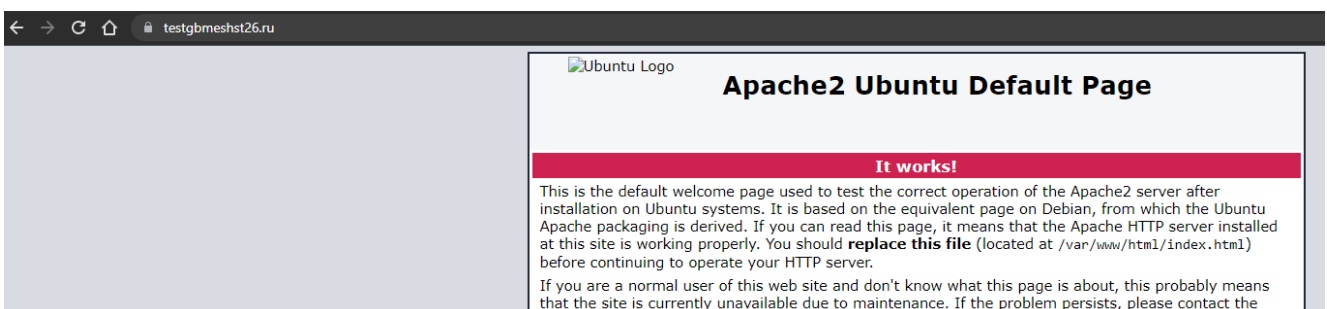 testgbmeshst26.ru
Ubuntu Logo
Apache2 Ubuntu Default Page
It works!
This is the default welcome page used to test the correct operation of the Apache2 server after
installation on Ubuntu systems. It is based on the equivalent page on Debian, from which the Ubuntu
Apache packaging is derived. If you can read this page, it means that the Apache HTTP server installed
at this site is working properly. You should replace this file (located at /var/www/html/index.html)
before continuing to operate your HTTP server.
If you are a normal user of this web site and don't know what this page is about, this probably means
that the site is currently unavailable due to maintenance. If the problem persists, please contact the